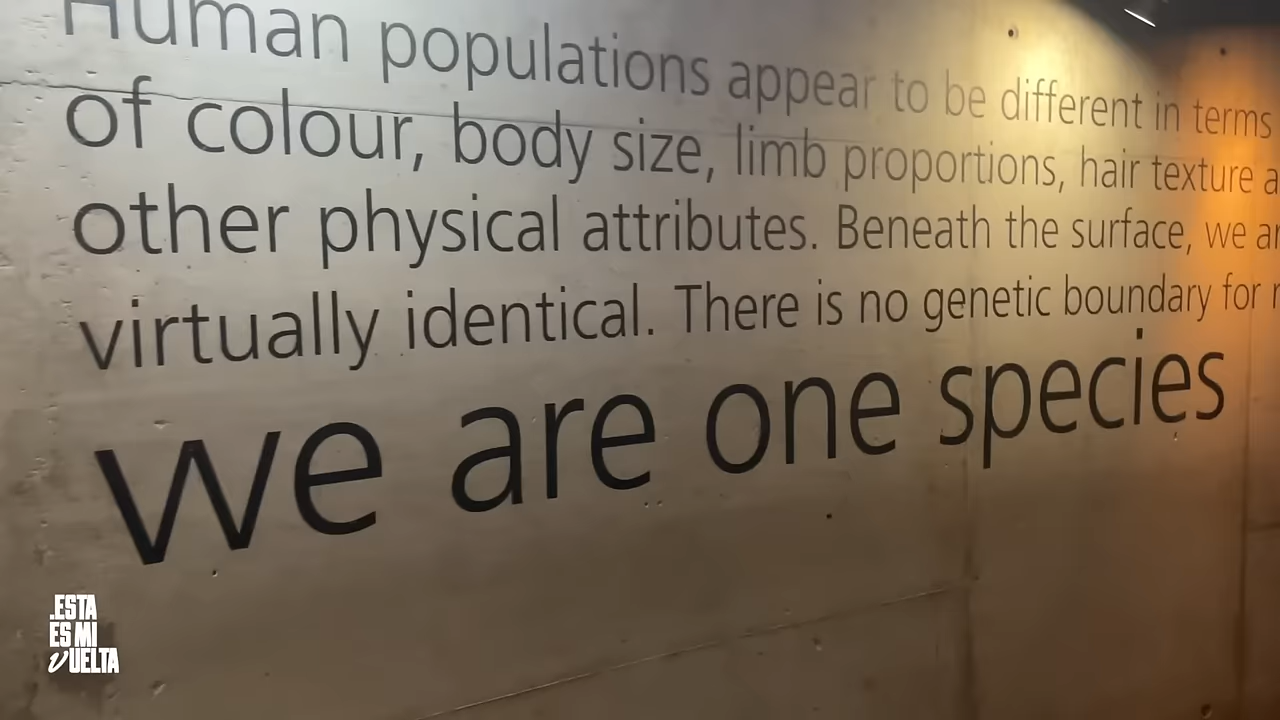 Human populations appear to be different in terms
of colour, body size, limb proportions, hair texture
other physical attributes. Beneath the surface, we
virtually identical. There is no genetic boundary for
we are one species
.ESTA
ES MI
VUELTA